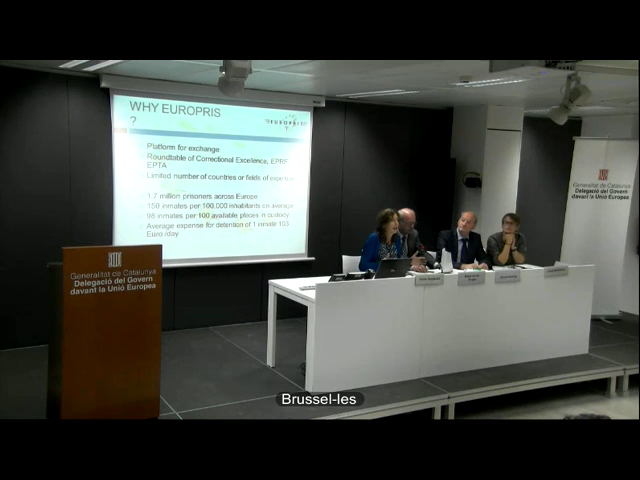 WHY EUROPRIS
?
EUROPRIS
Platform for exchange
Roundtable of Correctional Excellence, EPRF,
EPTA
Limited number of countries or fields of expertise
1.7 million prisoners across Europe
150 inmates per 100.000 inhabitants on average
98 inmates per 100 available places in custody
Average expense for detention of 1 inmate 103
Euro /day
Generalitat de Catalunya
Delegació del Govern
davant la Unió Europea
Generalitat de Catalunya
Delegació del Govern
davant la Unió Europea
Brussel·les